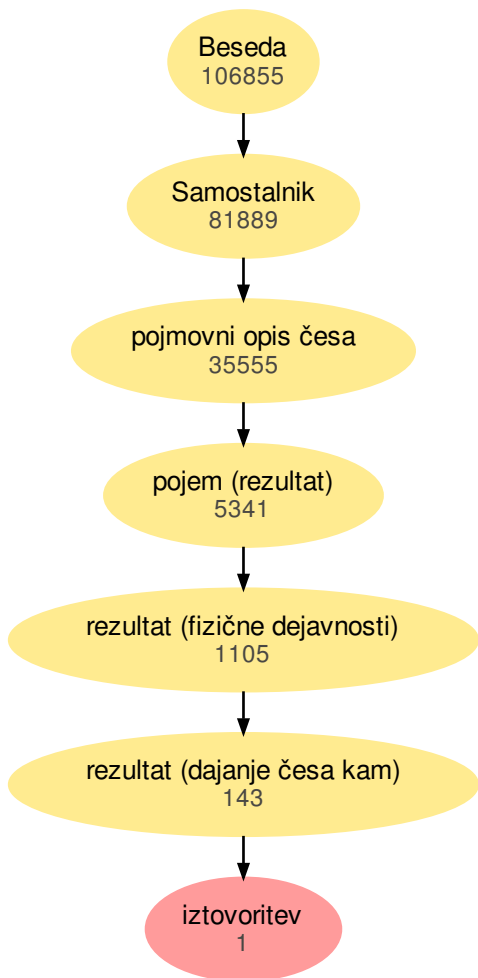 Beseda
106855
Samostalnik
81889
pojmovni opis česa
35555
pojem (rezultat)
5341
rezultat (fizične dejavnosti)
1105
rezultat (dajanje česa kam)
143
iztovoritev
1